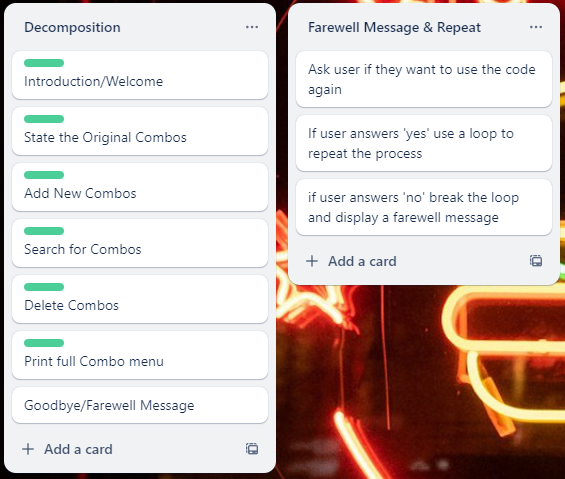 Decomposition
Introduction/Welcome
State the Original Combos
Add New Combos
Search for Combos
Delete Combos
Print full Combo menu
Goodbye/Farewell Message
Add a card
Farewell Message & Repeat
Ask user if they want to use the code
again
If user answers 'yes' use a loop to
repeat the process
if user answers 'no' break the loop
and display a farewell message
Add a card